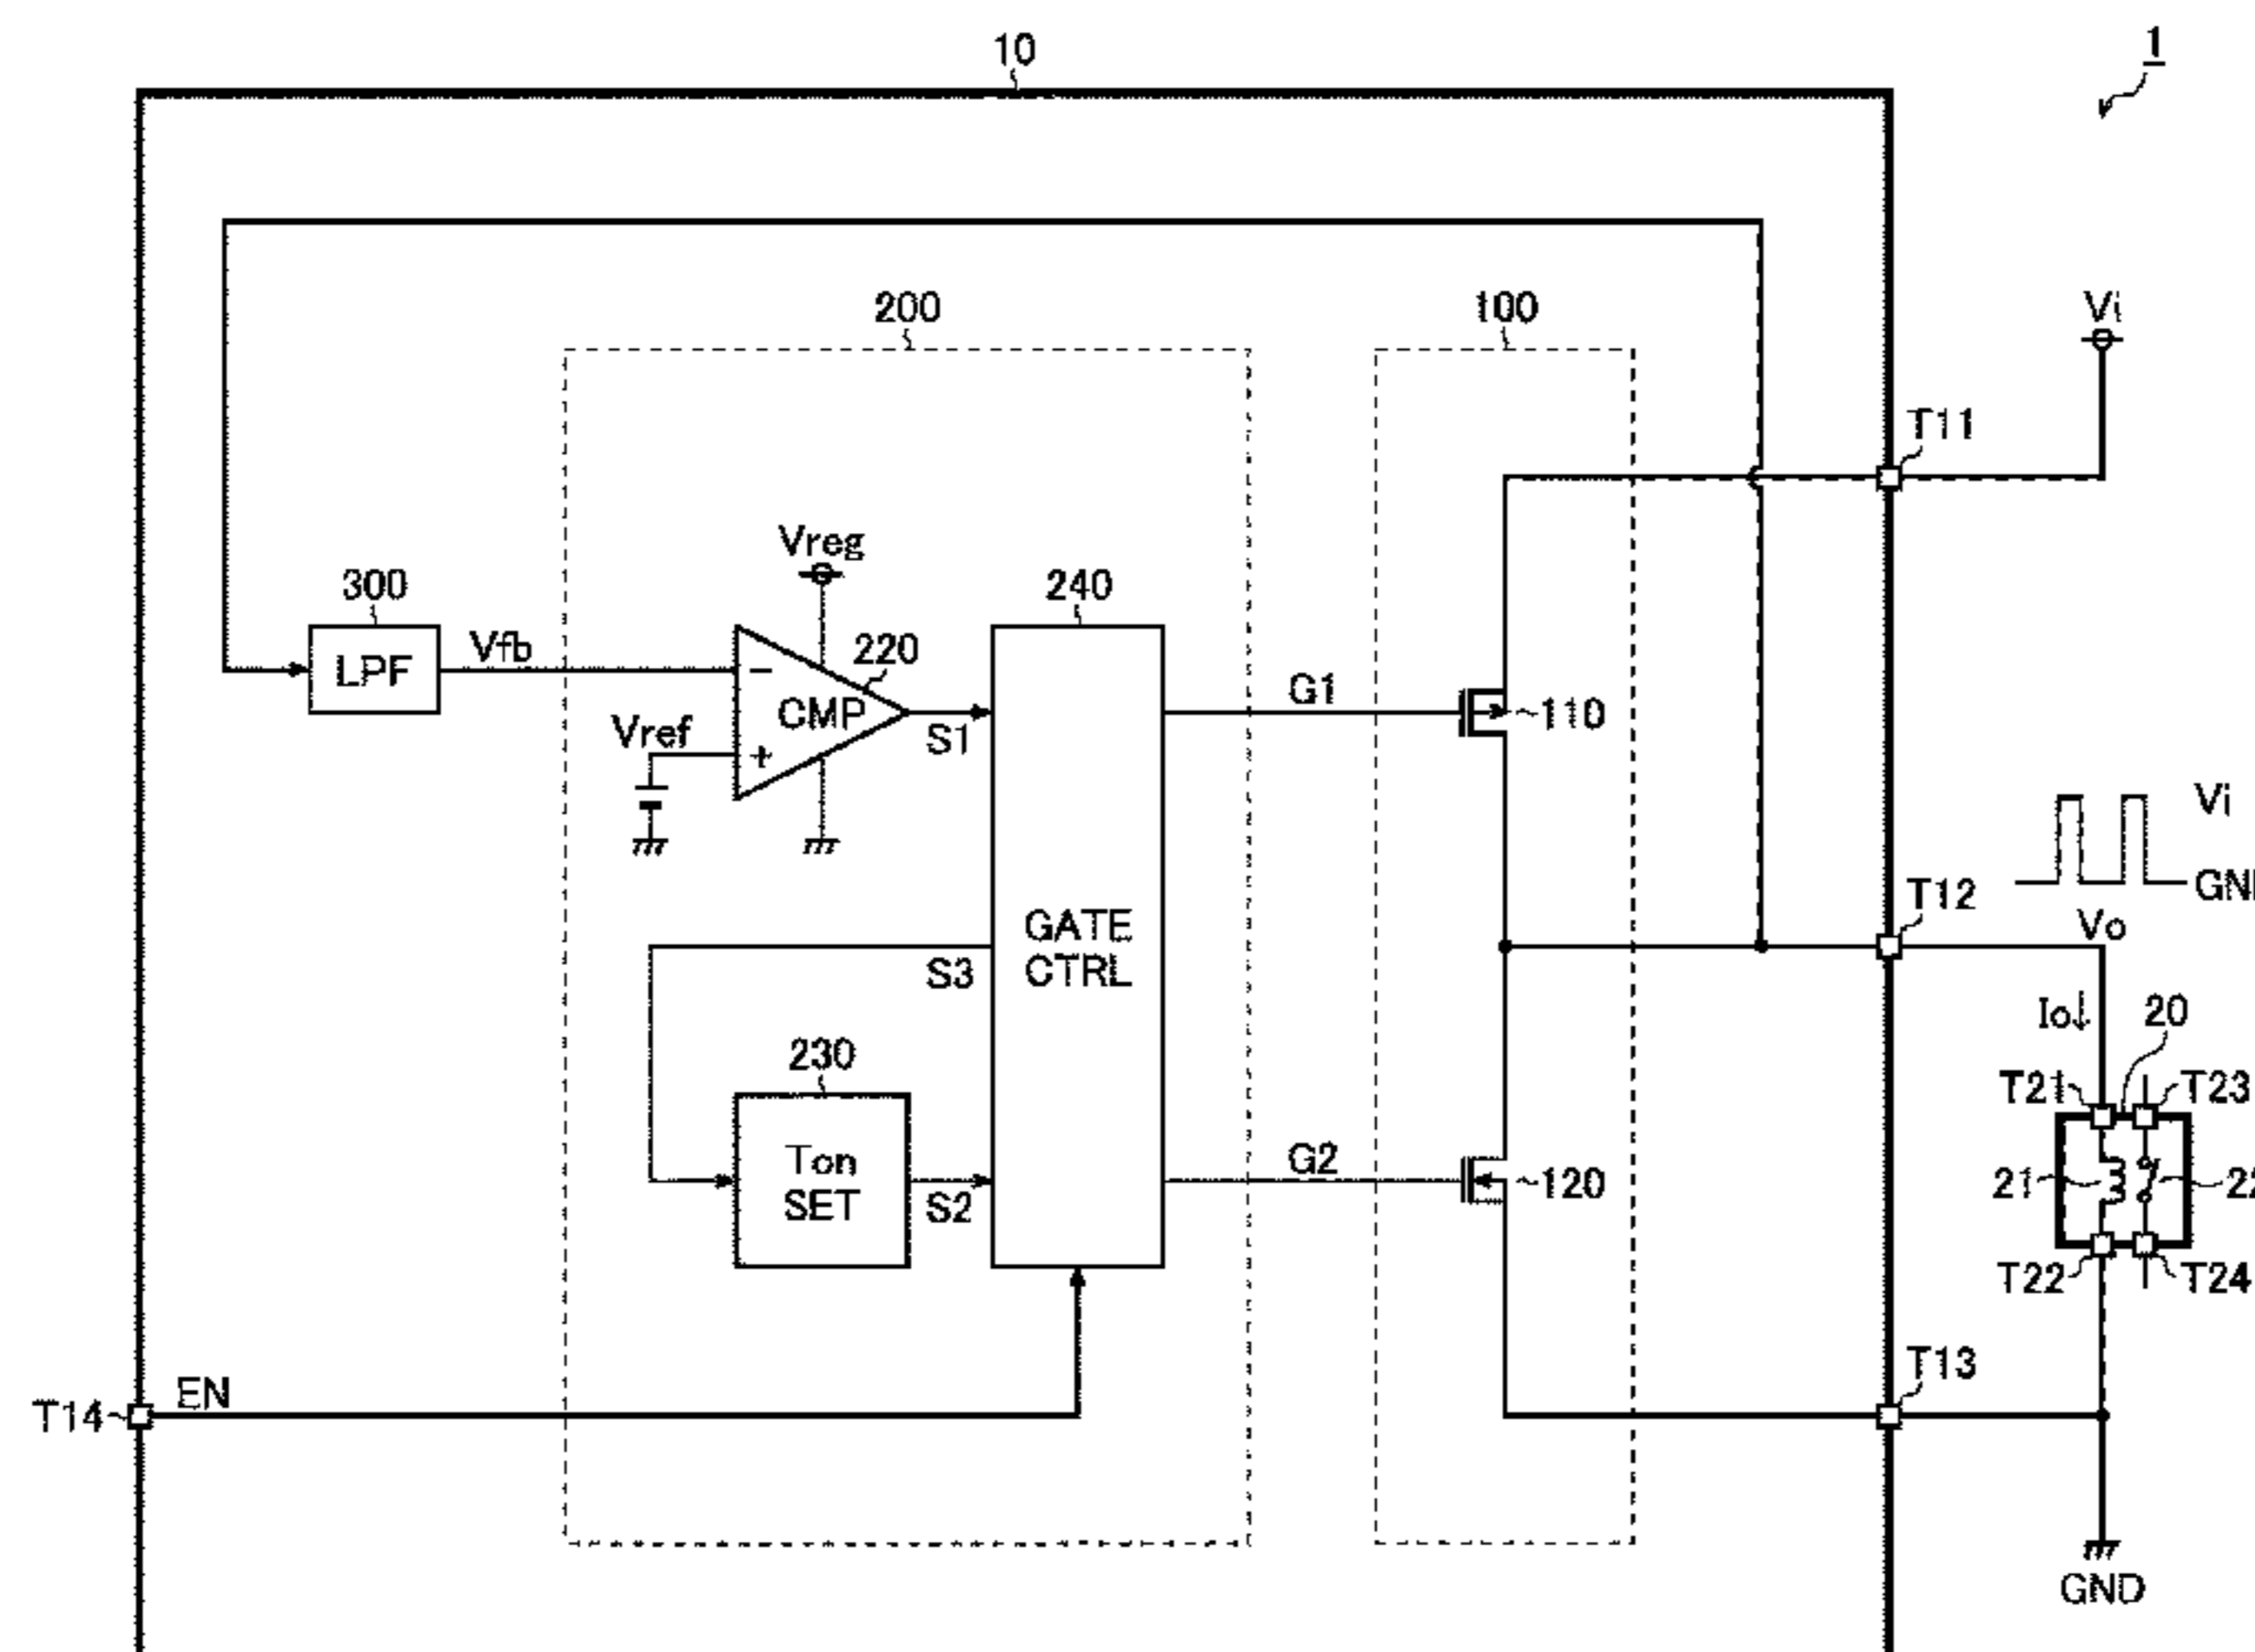 10
1
200
100
Vi
T11
Vreg
300
240
LPF
Vfb
220
CMP
Vref
S1
G1
110
Vi
GN
T12
Vo
GATE
CTRL
S3
Io
20
230
T21
T23
Ton
SET
S2
G2
120
21
22
T22
T24
T13
T14
EN
GND